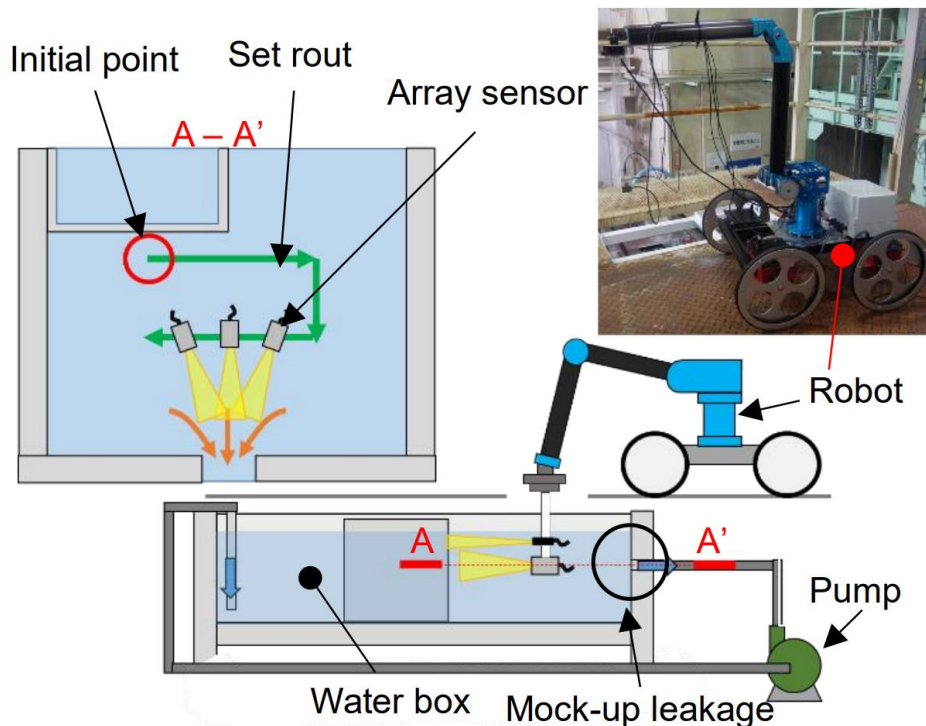 Initial point
Set rout
Array sensor
A – A’
Robot
A
A’
Pump
Water box
Mock-up leakage